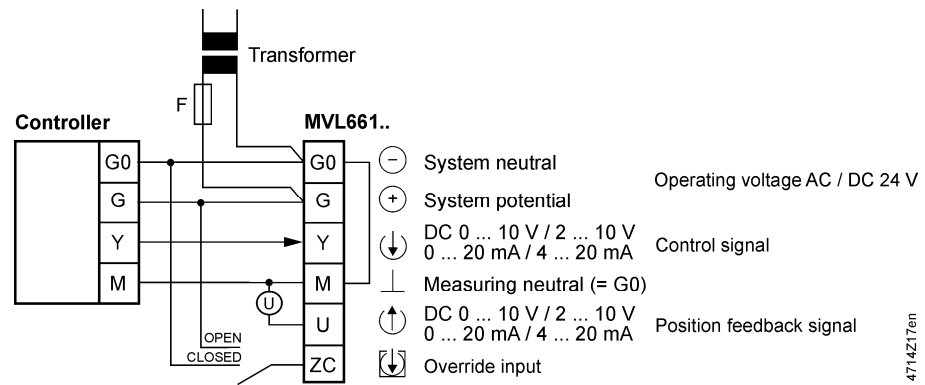 Transformer
F
Controller
MVL661..
G0
G0
System neutral
Operating voltage AC / DC 24 V
G
G
System potential
Y
Y
DC 0 ... 10 V / 2 ... 10 V
0 ... 20 mA / 4 ... 20 mA
Control signal
M
M
Measuring neutral (= G0)
U
U
DC 0 ... 10 V / 2 ... 10 V
0 ... 20 mA / 4 ... 20 mA
Position feedback signal
OPEN
CLOSED
ZC
Override input
4714Z17en